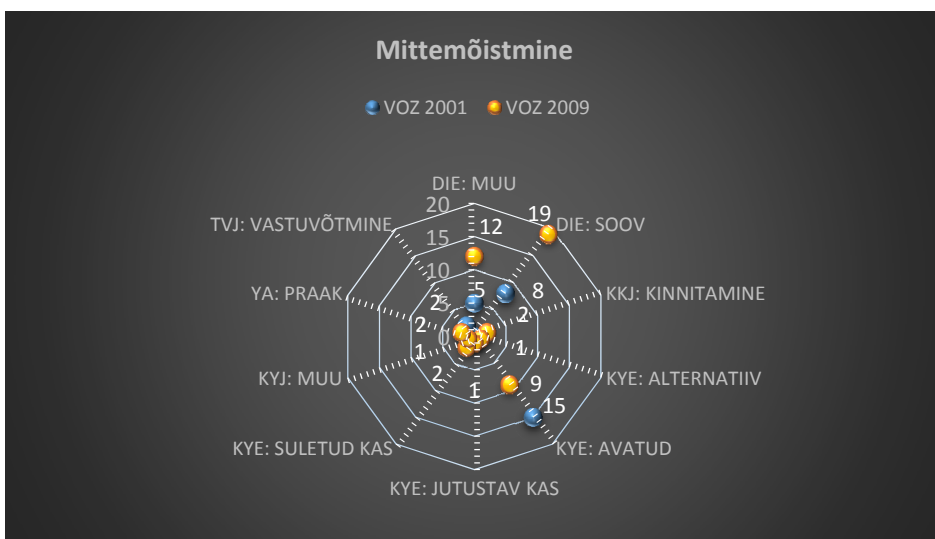 Mittemõistmine
VOZ 2001 VOZ 2009
DIE: MUU
20
19
TVJ: VASTUVÕTMINE
DIE: SOOV
15
12
10
YA: PRAAK
2
5
5
8
KKJ: KINNITAMINE
2
2
0
1
1
KYJ: MUU
KYE: ALTERNATIIV
2
1
9
15
KYE: SULETUD KAS
KYE: AVATUD
KYE: JUTUSTAV KAS